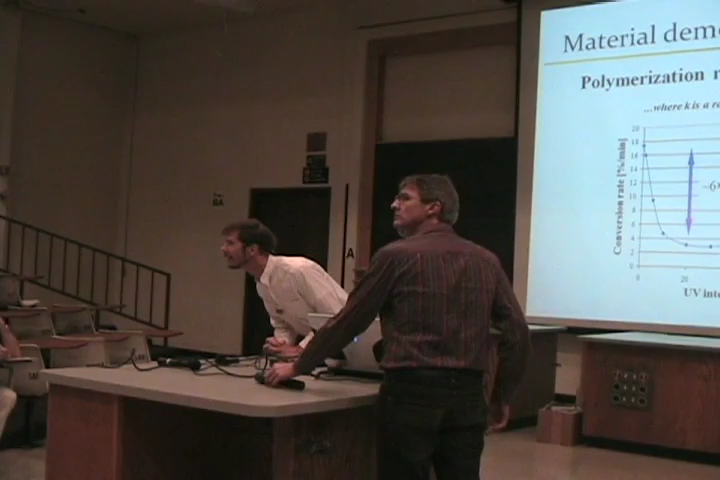 Material dem
Polymerization
...where k is a
Conversion rate [%/min]
20
18
16
14
12
10
8
6
4
2
0
~6
0
20
UV inte
8A
A